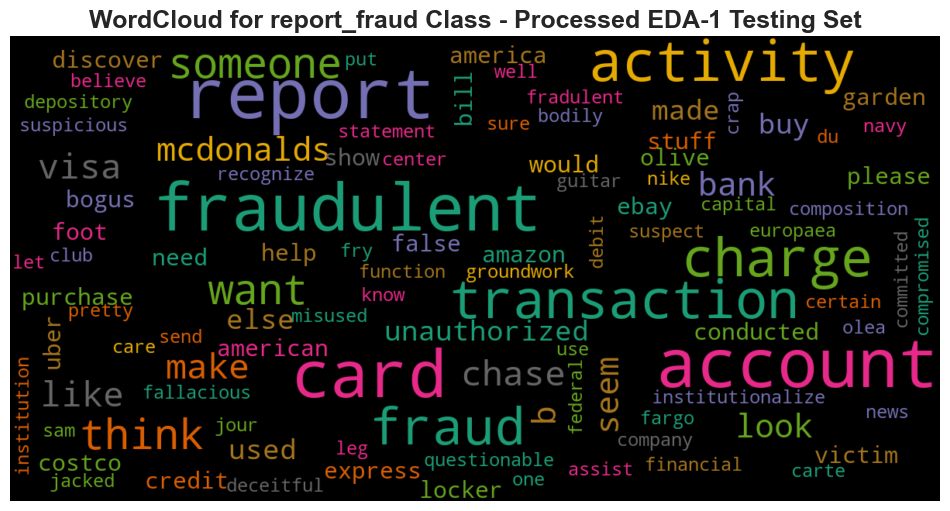 WordCloud for report_fraud Class - Processed EDA-1 Testing Set
discover someone put america well activity
believe report bill fradulent made crap garden
depository suspicious statement sure bodily stuff buy du navy
visa mcdonalds show center would olive
recognize guitar nike bank please
bogus fraudulent ebay capital composition
foot false debit suspect europaea
let club need help fry amazon charge committed compromised
function groundwork
purchase want know transaction certain
pretty misused
uber else unauthorized conducted olea
care send american use
make card chase account
institution like fallacious federal seem institutionalize
b news
sam think jour fraud fargo look
used leg company
costco questionable victim
jacked credit deceitful express one assist financial carte
locker